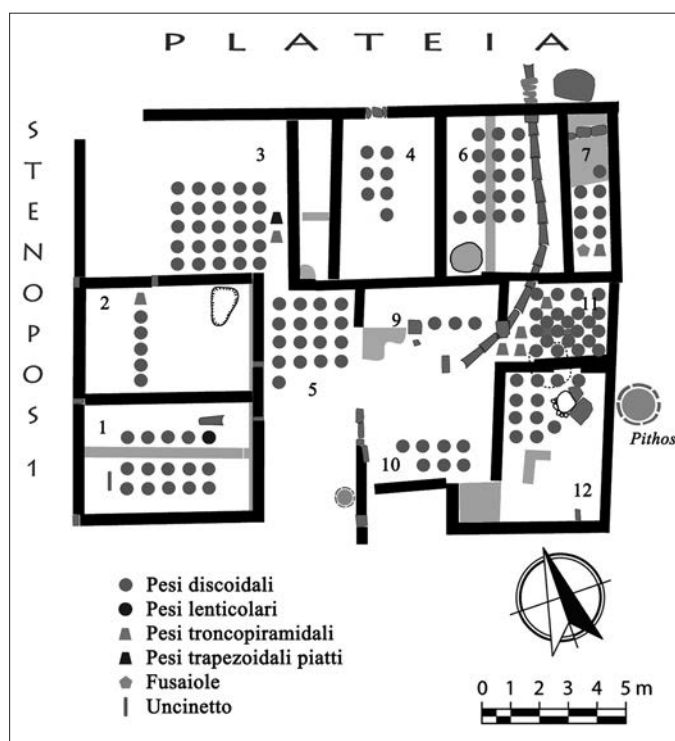 PLATEIA
STENOPOS 1
3
4
6
7
2
9
11
5
1
10
12
Pithos
Pesi discoidali
Pesi lenticolari
Pesi troncopiramidali
Pesi trapezoidali piatti
Fusaiole
Uncinetto
0 1 2 3 4 5 m